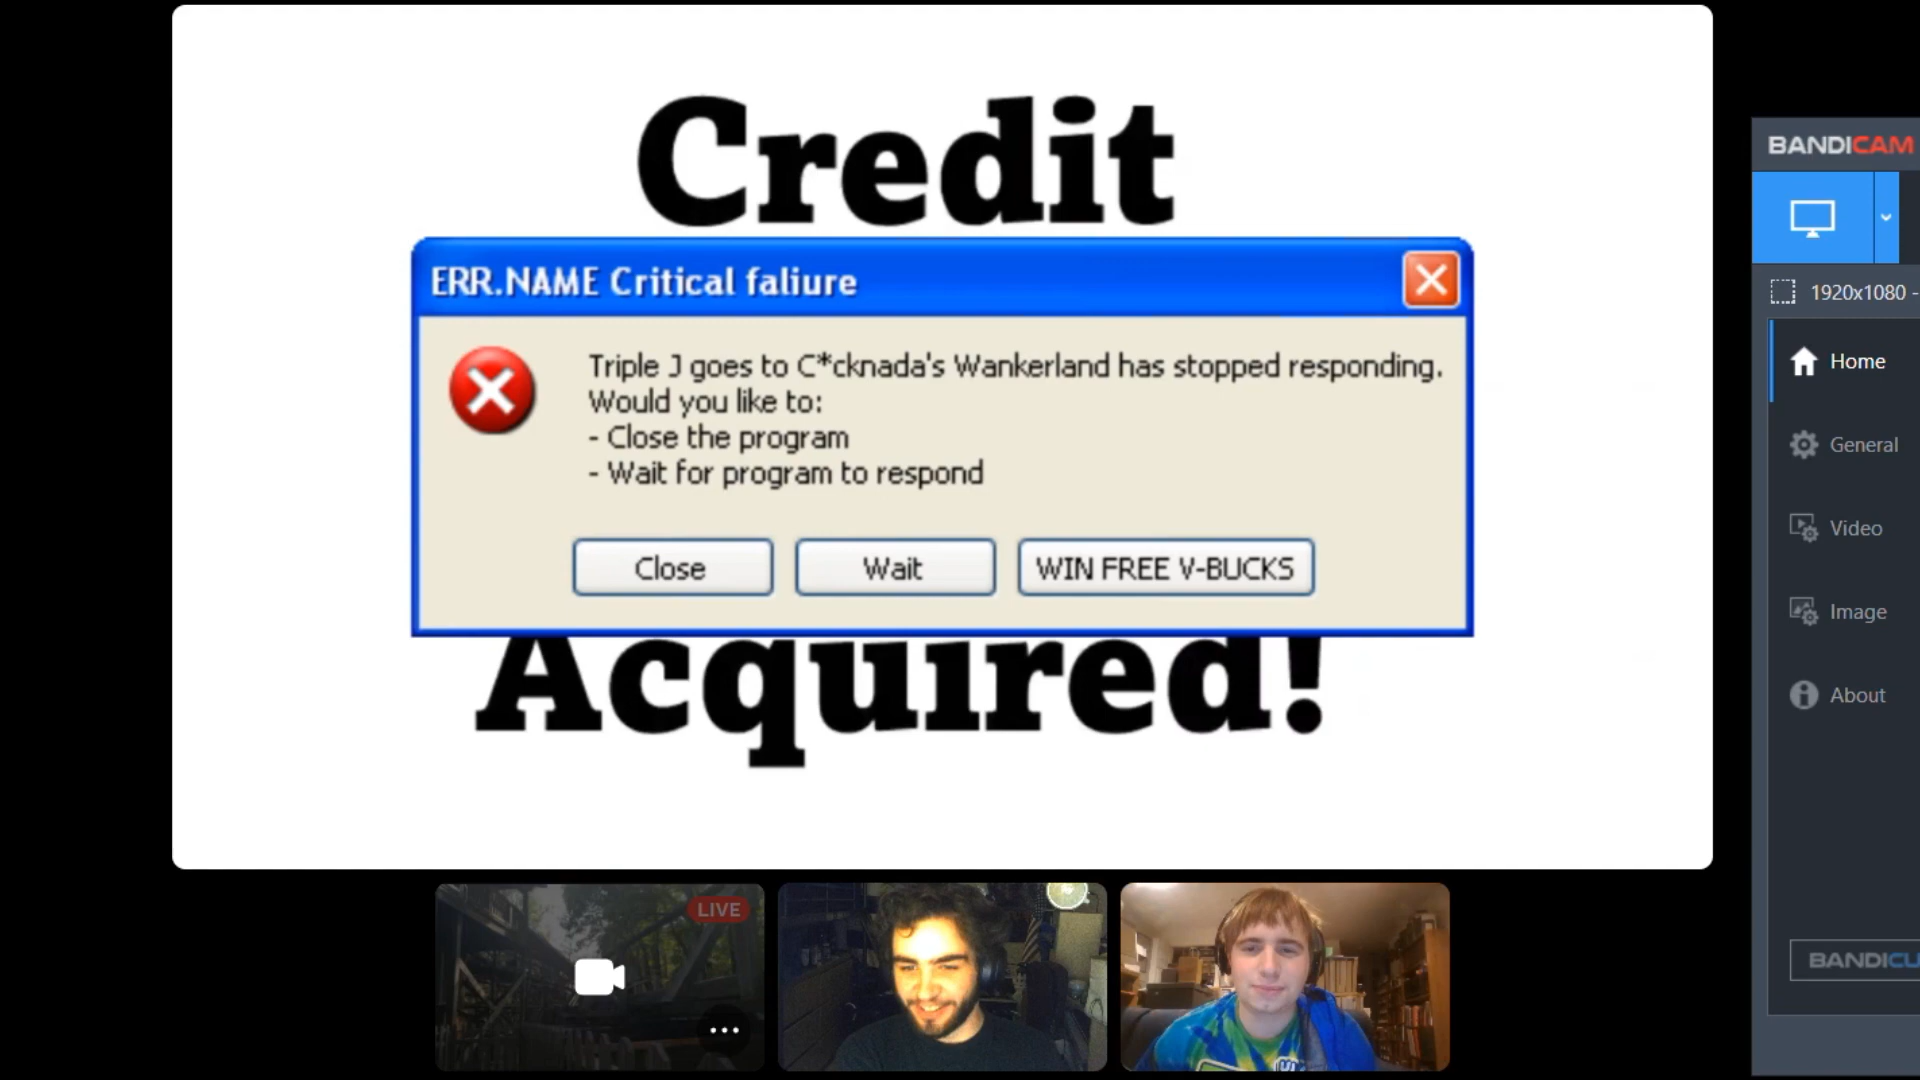 Credit
ERR.NAME Critical faliure
Triple J goes to C*cknada's Wankerland has stopped responding.
Would you like to:
- Close the program
- Wait for program to respond
Close
Wait
WIN FREE V-BUCKS
Acquired!
LIVE
BANDICAM
1920x1080 -
Home
General
Video
Image
About
BANDICU